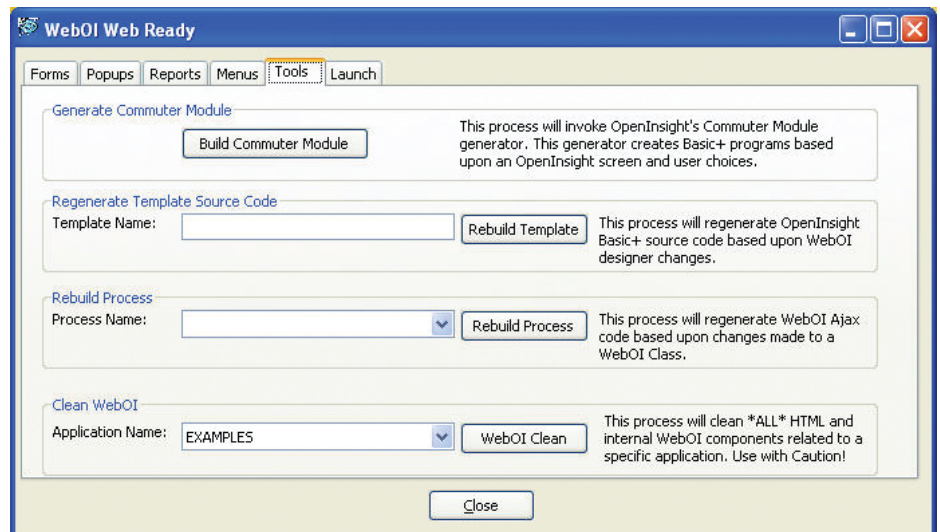 WebOI Web Ready
Forms Popups Reports Menus Tools Launch
Generate Commuter Module
Build Commuter Module
This process will invoke OpenInsight's Commuter Module
generator. This generator creates Basic+ programs based
upon an OpenInsight screen and user choices.
Regenerate Template Source Code
Template Name:
Rebuild Template
This process will regenerate OpenInsight
Basic+ source code based upon WebOI
designer changes.
Rebuild Process
Process Name:
Rebuild Process
This process will regenerate WebOI Ajax
code based upon changes made to a
WebOI Class.
Clean WebOI
Application Name:
EXAMPLES
WebOI Clean
This process will clean *ALL* HTML and
internal WebOI components related to a
specific application. Use with Caution!
Close